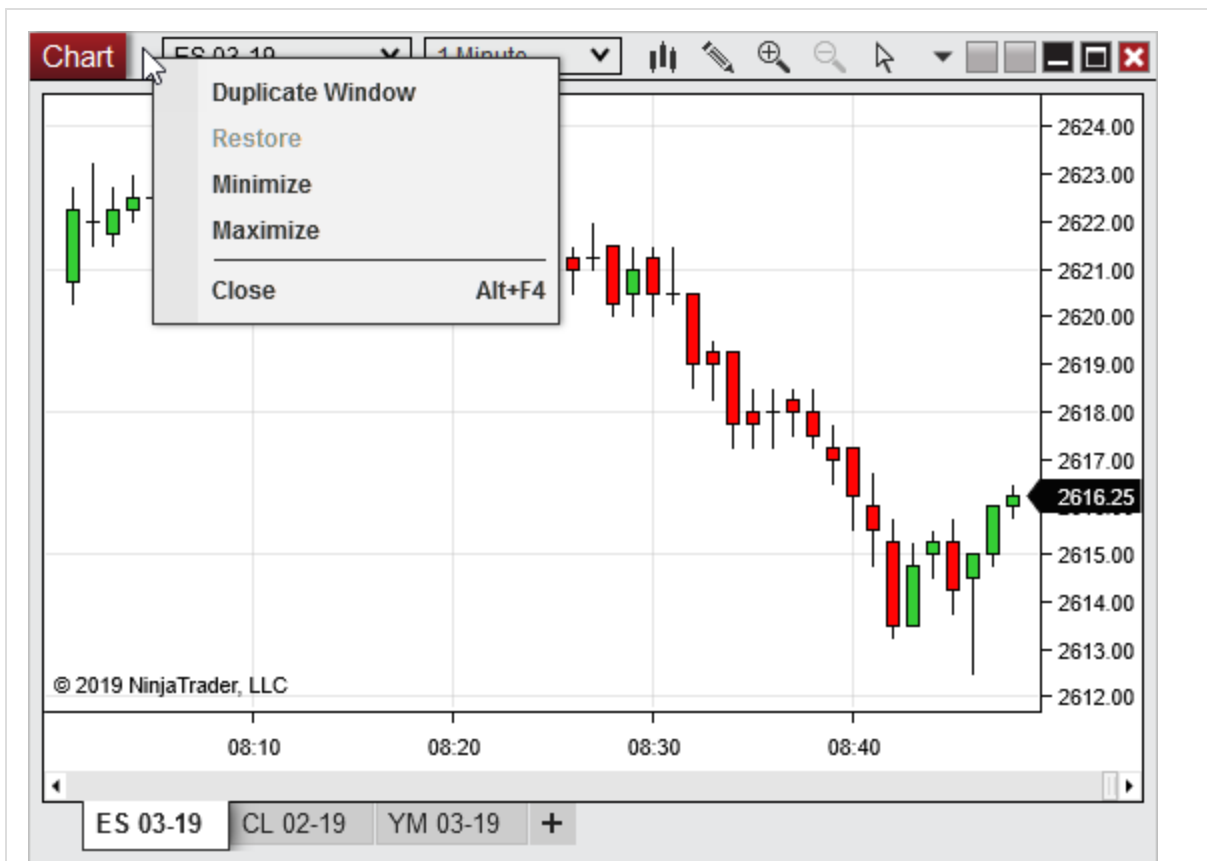 Chart ES 03-19 1 Minute
Duplicate Window
Restore
Minimize
Maximize
Close Alt+F4
2624.00
2623.00
2622.00
2621.00
2620.00
2619.00
2618.00
2617.00
2616.25
2615.00
2614.00
2613.00
2612.00
© 2019 NinjaTrader, LLC
08:10 08:20 08:30 08:40
ES 03-19 CL 02-19 YM 03-19 +